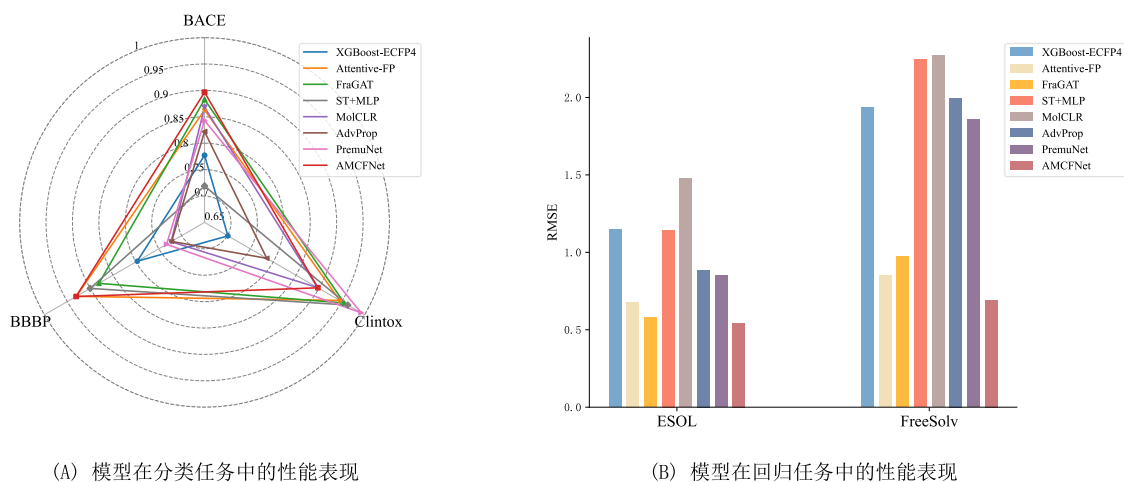 BACE
1
0.95
0.9
0.85
0.8
0.75
0.7
0.65
BBBP
Clintox
XGBoost-ECFP4
Attentive-FP
FraGAT
ST+MLP
MolCLR
AdvProp
PremuNet
AMCFNet
(A) 模型在分类任务中的性能表现
RMSE
2.0
1.5
1.0
0.5
0.0
ESOL
FreeSolv
XGBoost-ECFP4
Attentive-FP
FraGAT
ST+MLP
MolCLR
AdvProp
PremuNet
AMCFNet
(B) 模型在回归任务中的性能表现